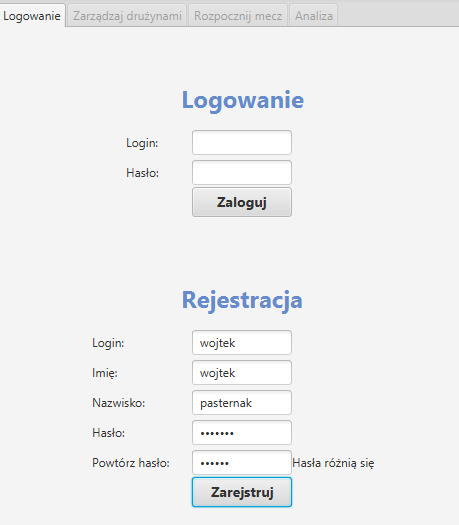 Logowanie Zarządzaj drużynami Rozpocznij mecz Analiza
Logowanie
Login:
Hasło:
Zaloguj
Rejestracja
Login: wojtek
Imię: wojtek
Nazwisko: pasternak
Hasło: •••••••
Powtórz hasło: •••••• Hasła różnią się
Zarejstruj